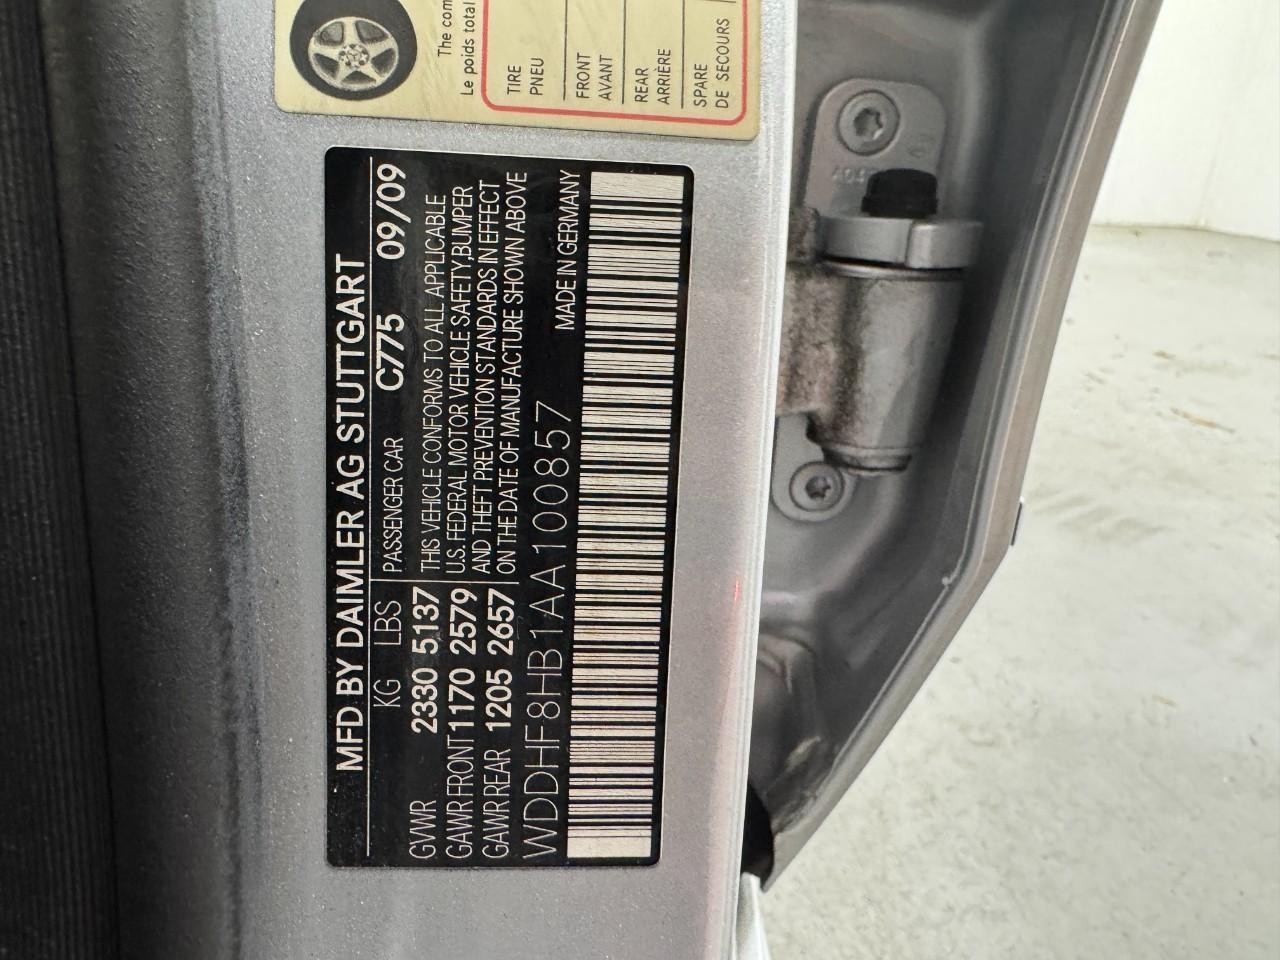 The com
Le poids total
TIRE
PNEU
FRONT
AVANT
REAR
ARRIÈRE
SPARE
DE SECOURS
MFD BY DAIMLER AG STUTTGART
KG LBS PASSENGER CAR C775 09/09
GVWR 2330 5137
GAWR FRONT 1170 2579
GAWR REAR 1205 2657
THIS VEHICLE CONFORMS TO ALL APPLICABLE
U.S. FEDERAL MOTOR VEHICLE SAFETY,BUMPER
AND THEFT PREVENTION STANDARDS IN EFFECT
ON THE DATE OF MANUFACTURE SHOWN ABOVE
WDDHF8HB1AA100857 MADE IN GERMANY